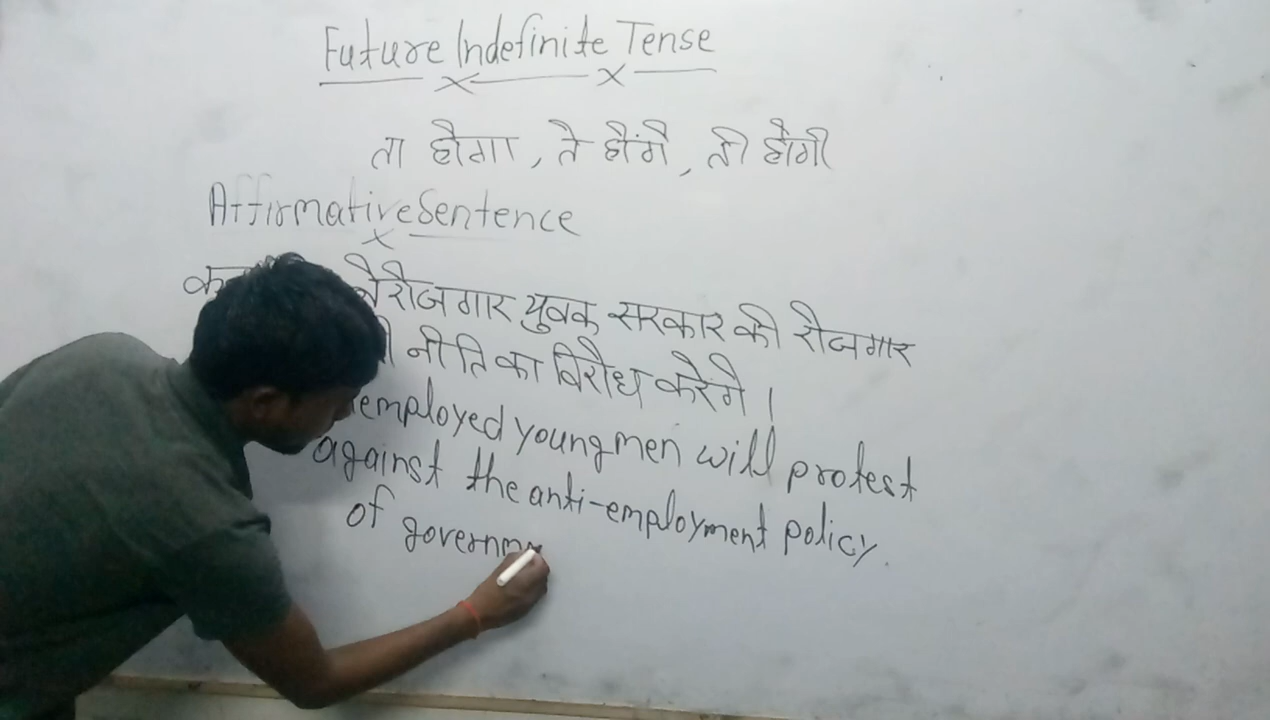 Future Indefinite Tense
ता होगा, ते होंगे, ती होगी
Affirmative Sentence
बेरोजगार युवक सरकार की रोजगार
नीति का विरोध करेगे।
employed young men will protest
against the anti-employment policy.
of governm